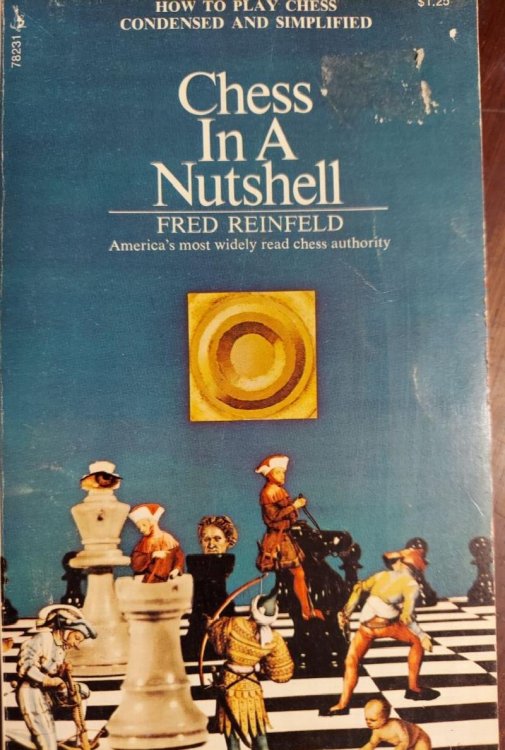 HOW TO PLAY CHESS
CONDENSED AND SIMPLIFIED
$1.25
78231
Chess
In A
Nutshell
FRED REINFELD
America's most widely read chess authority